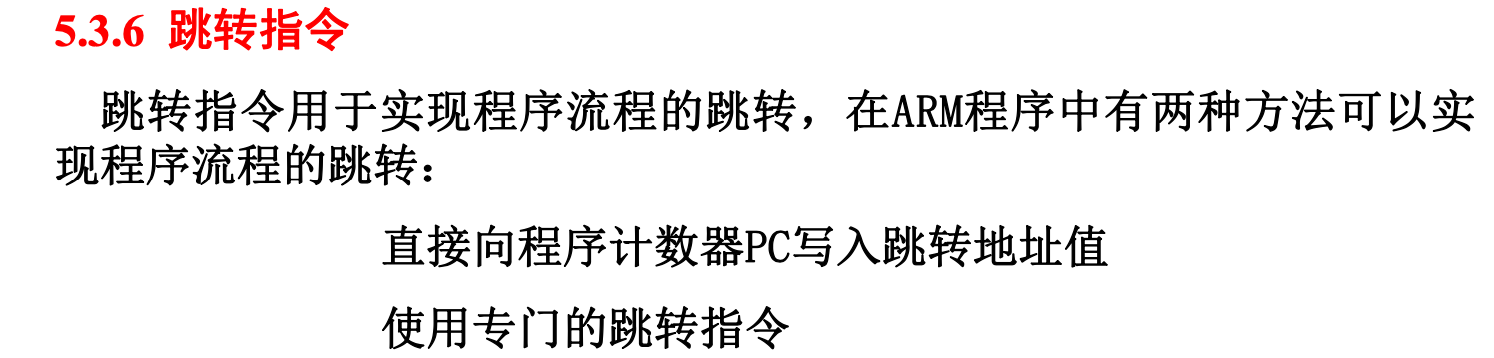 5.3.6 跳转指令
跳转指令用于实现程序流程的跳转，在ARM程序中有两种方法可以实
现程序流程的跳转：
直接向程序计数器PC写入跳转地址值
使用专门的跳转指令